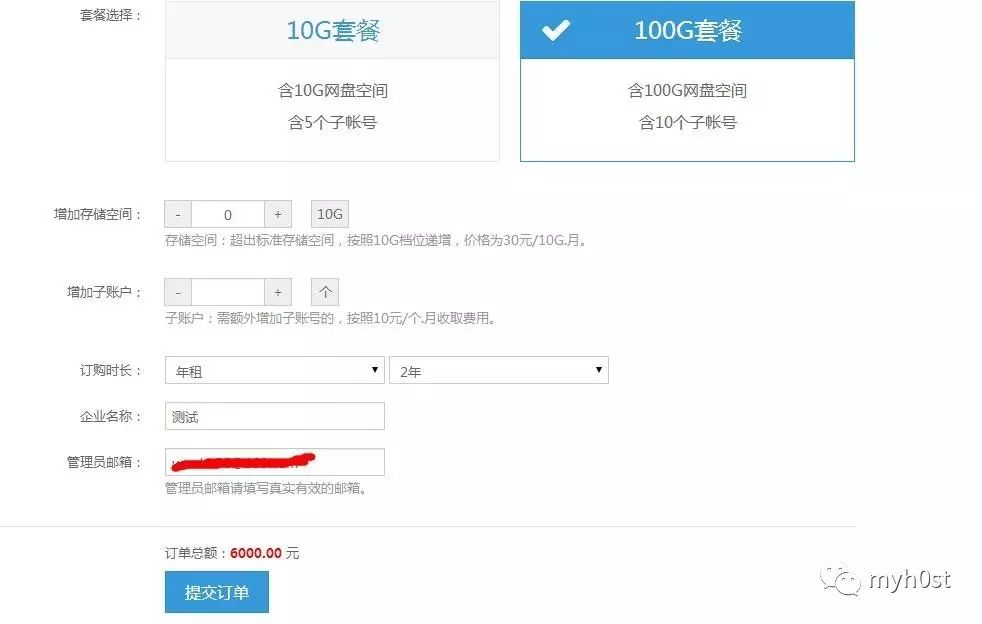 套餐选择：
10G套餐
100G套餐
含10G网盘空间
含100G网盘空间
含5个子帐号
含10个子帐号
增加存储空间：
- 0 + 10G
存储空间：超出标准存储空间，按照10G档位递增，价格为30元/10G.月。
增加子账户：
- + 个
子账户：需额外增加子账号的，按照10元/个.月收取费用。
订购时长：
年租
2年
企业名称：
测试
管理员邮箱：
管理员邮箱请填写真实有效的邮箱。
订单总额：6000.00 元
提交订单
myh0st